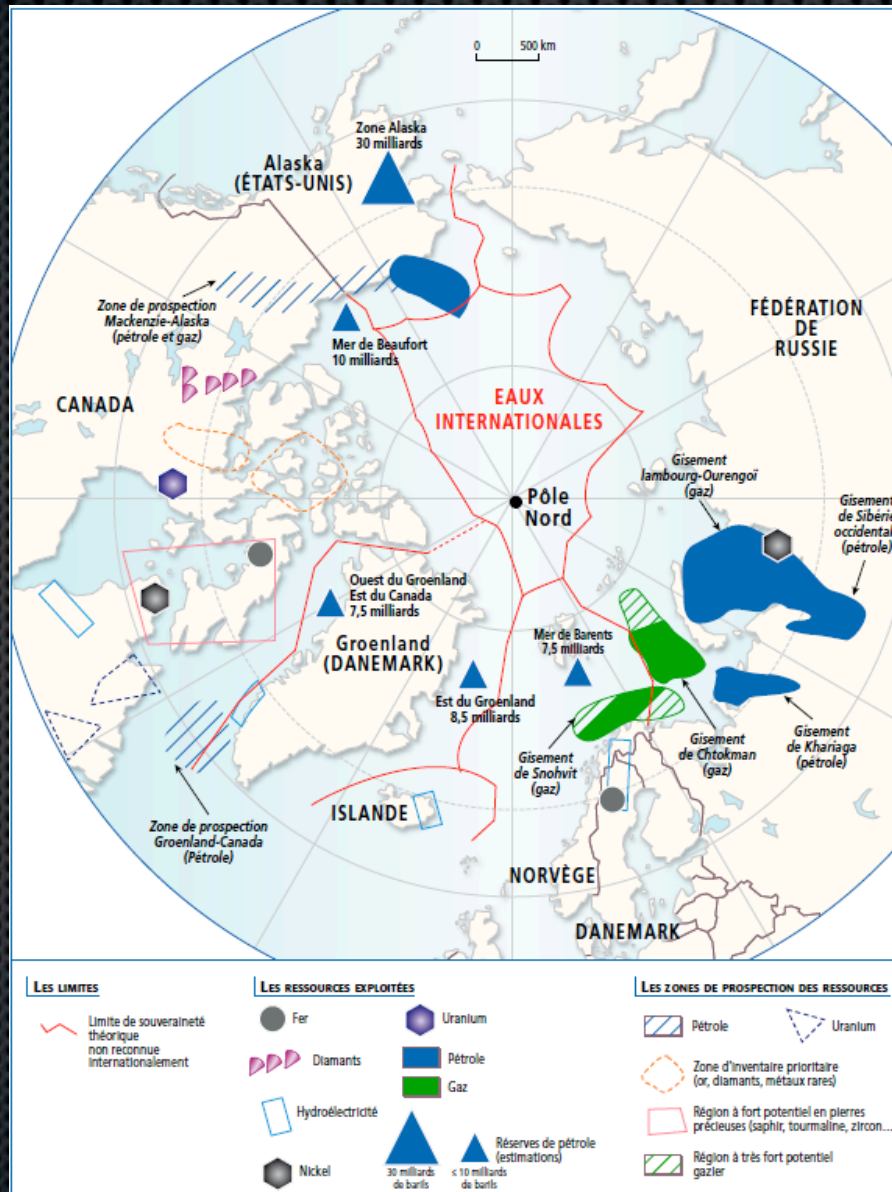 0 500 km
Zone Alaska
30 milliards
Alaska
(ÉTATS-UNIS)
Zone de prospection
Mackenzie-Alaska
(pétrole et gaz)
Mer de Beaufort
10 milliards
FÉDÉRATION
DE
RUSSIE
CANADA
EAUX
INTERNATIONALES
Pôle
Nord
Gisement
Iambourg-Ourengoï
(gaz)
Gisement
de Sibérie
occidental
(pétrole)
Ouest du Groenland
Est du Canada
7,5 milliards
Groenland
(DANEMARK)
Mer de Barents
7,5 milliards
Est du Groenland
8,5 milliards
Gisement
de Snohvit
(gaz)
Gisement
de Chtokman
(gaz)
Gisement
de Khariaga
(pétrole)
Zone de prospection
Groenland-Canada
(Pétrole)
ISLANDE
NORVÈGE
DANEMARK
LES LIMITES
Limite de souveraineté
théorique
non reconnue
internationalement
LES RESSOURCES EXPLOITÉES
Fer
Uranium
Diamants
Pétrole
Gaz
Hydroélectricité
Nickel
30 milliards
de barils
≤ 10 milliards
de barils
Réserves de pétrole
(estimations)
LES ZONES DE PROSPECTION DES RESSOURCES
Pétrole
Uranium
Zone d'inventaire prioritaire
(or, diamants, métaux rares)
Région à fort potentiel en pierres
précieuses (saphir, tourmaline, zircon...
Région à très fort potentiel
gazier